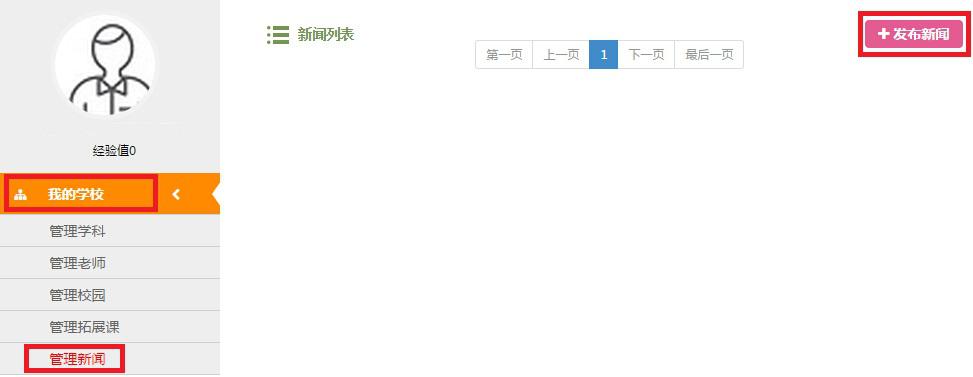 经验值0
我的学校
管理学科
管理老师
管理校园
管理拓展课
管理新闻
新闻列表
发布新闻
第一页 上一页 1 下一页 最后一页